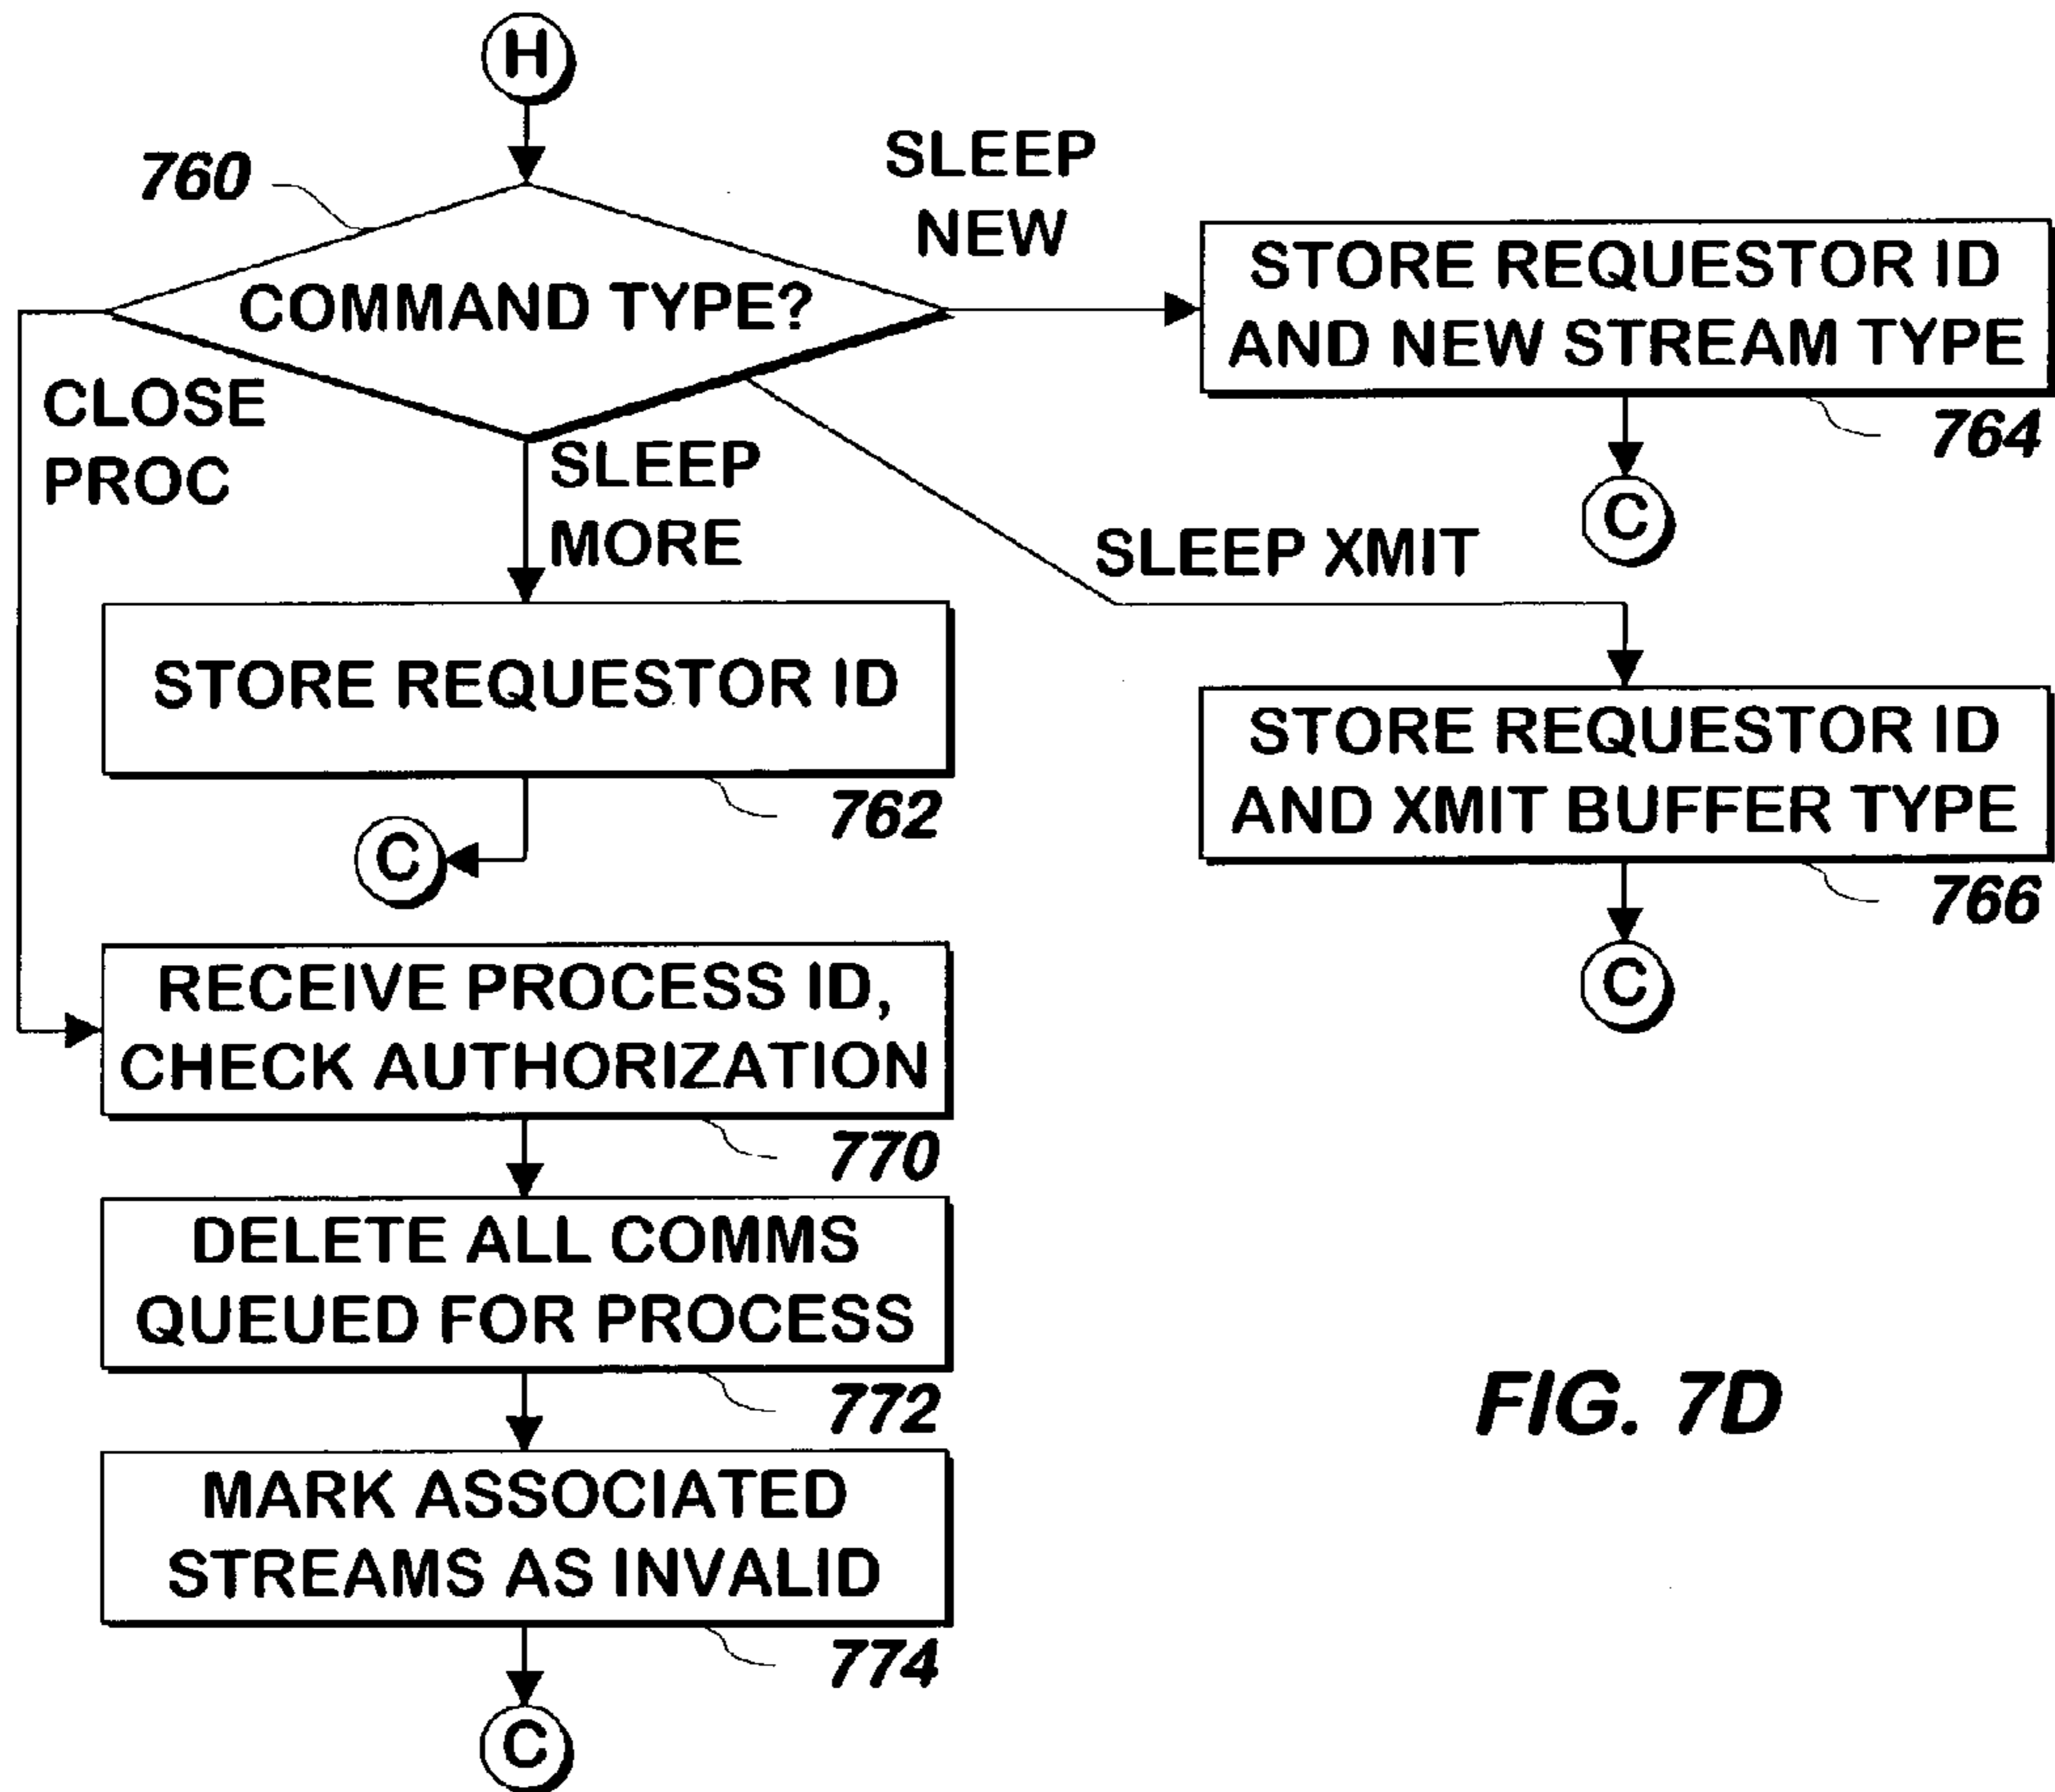 H
760
COMMAND TYPE?
SLEEP
NEW
STORE REQUESTOR ID
AND NEW STREAM TYPE
764
C
CLOSE
PROC
SLEEP
MORE
SLEEP XMIT
STORE REQUESTOR ID
762
C
STORE REQUESTOR ID
AND XMIT BUFFER TYPE
766
C
RECEIVE PROCESS ID,
CHECK AUTHORIZATION
770
DELETE ALL COMMS
QUEUED FOR PROCESS
772
MARK ASSOCIATED
STREAMS AS INVALID
774
C
FIG. 7D